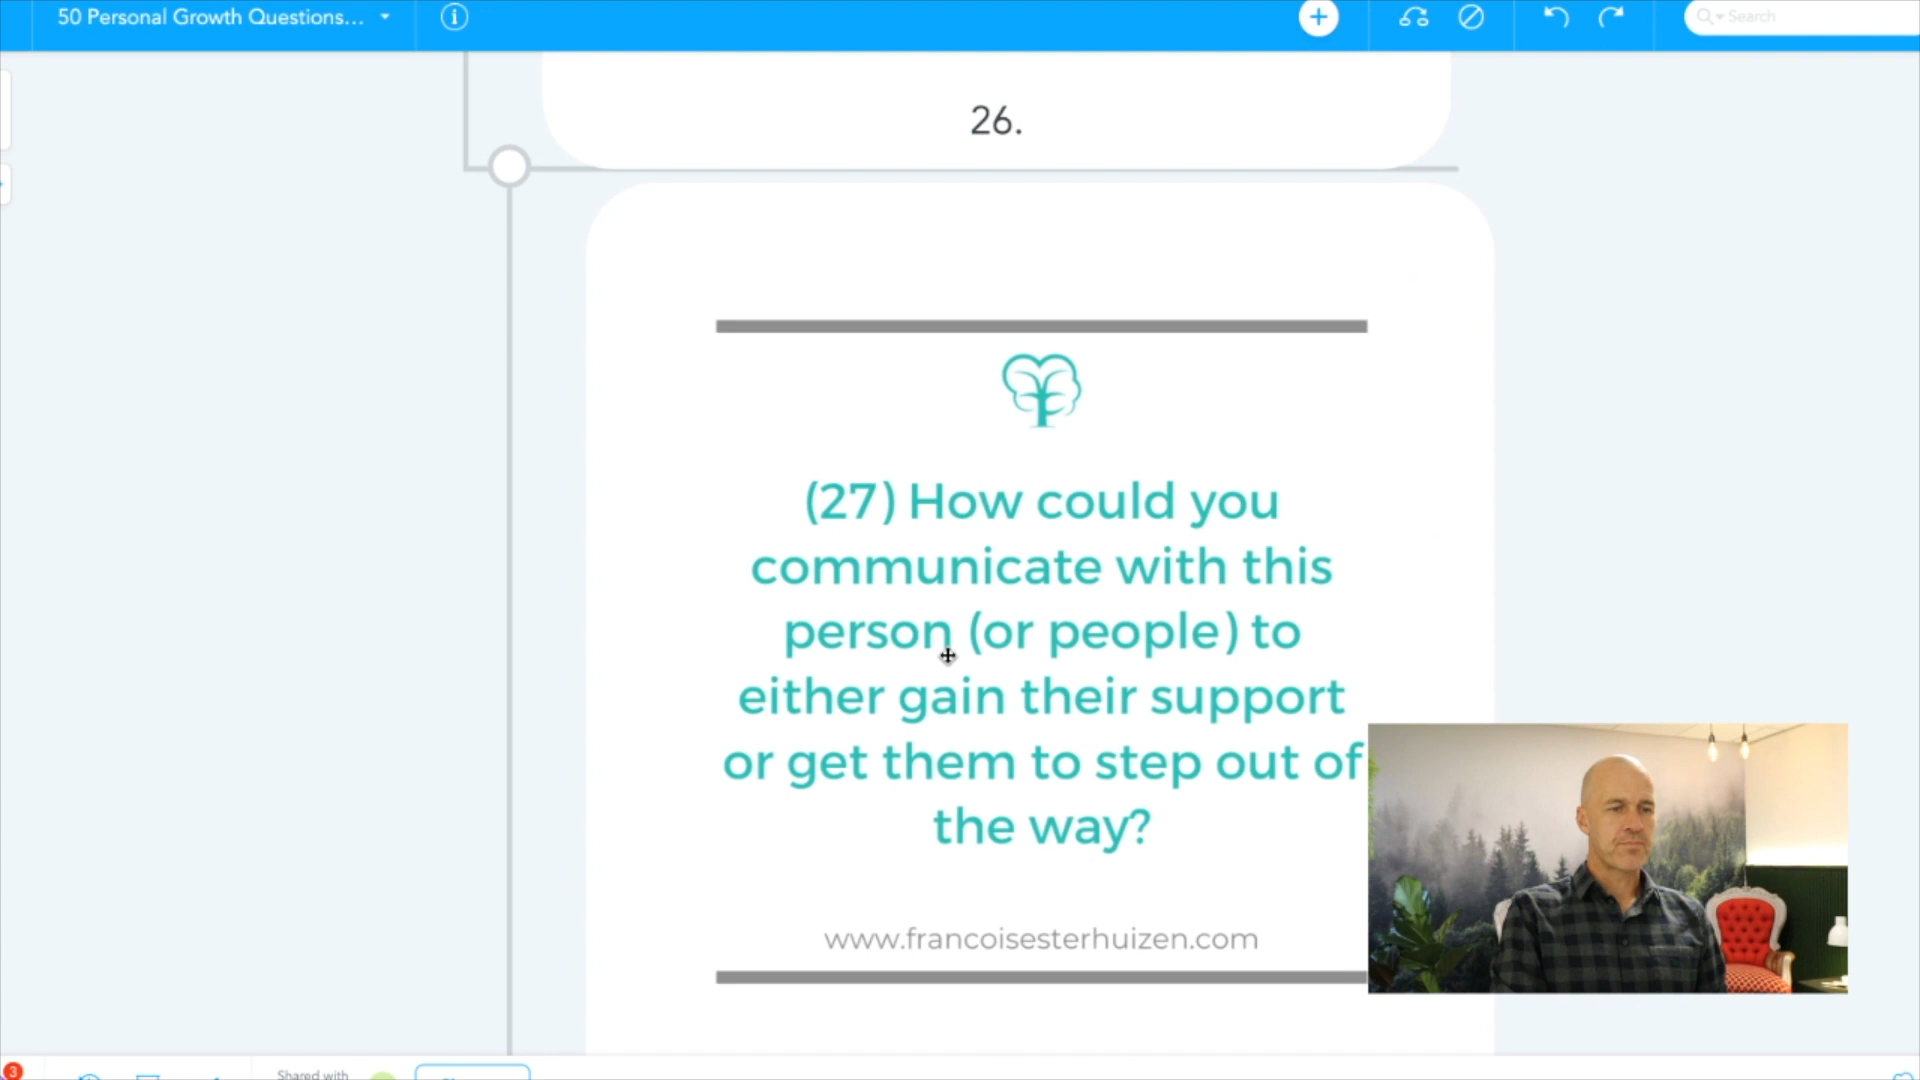 50 Personal Growth Questions...
Search
26.
(27) How could you
communicate with this
person (or people) to
either gain their support
or get them to step out of
the way?
www.francoisesterhuizen.com
3
Shared with